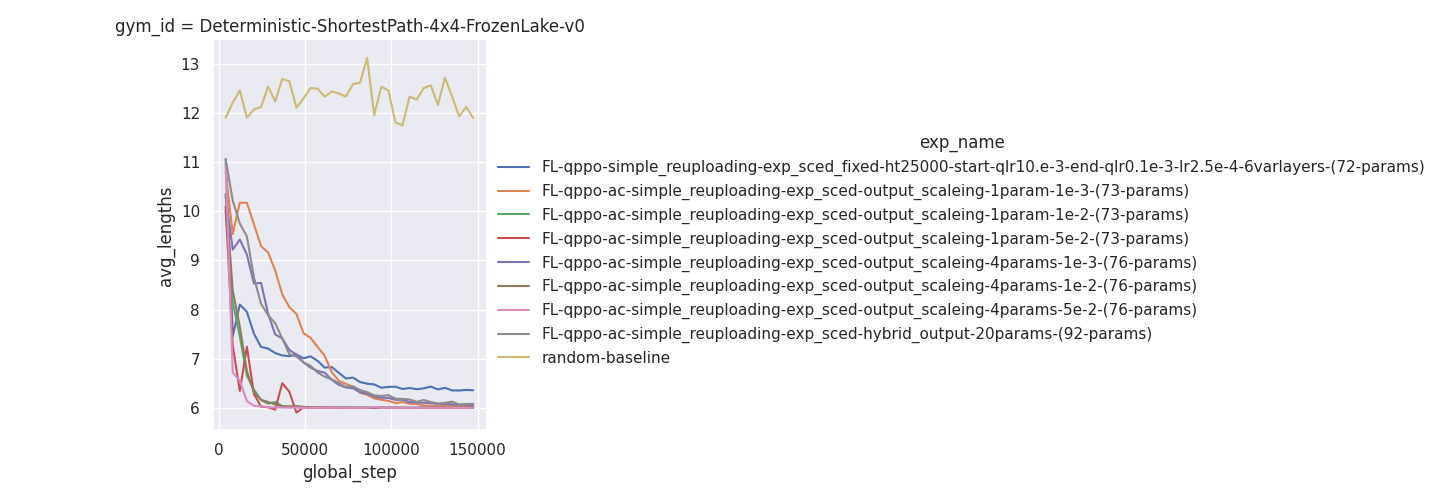 gym_id = Deterministic-ShortestPath-4x4-FrozenLake-v0
13
12
11
10
9
8
7
6
avg_lengths
0
50000
100000
150000
global_step
exp_name
FL-qppo-simple_reuploading-exp_sced_fixed-ht25000-start-qlr10.e-3-end-qlr0.1e-3-lr2.5e-4-6varlayers-(72-params)
FL-qppo-ac-simple_reuploading-exp_sced-output_scaleing-1param-1e-3-(73-params)
FL-qppo-ac-simple_reuploading-exp_sced-output_scaleing-1param-1e-2-(73-params)
FL-qppo-ac-simple_reuploading-exp_sced-output_scaleing-1param-5e-2-(73-params)
FL-qppo-ac-simple_reuploading-exp_sced-output_scaleing-4params-1e-3-(76-params)
FL-qppo-ac-simple_reuploading-exp_sced-output_scaleing-4params-1e-2-(76-params)
FL-qppo-ac-simple_reuploading-exp_sced-output_scaleing-4params-5e-2-(76-params)
FL-qppo-ac-simple_reuploading-exp_sced-hybrid_output-20params-(92-params)
random-baseline